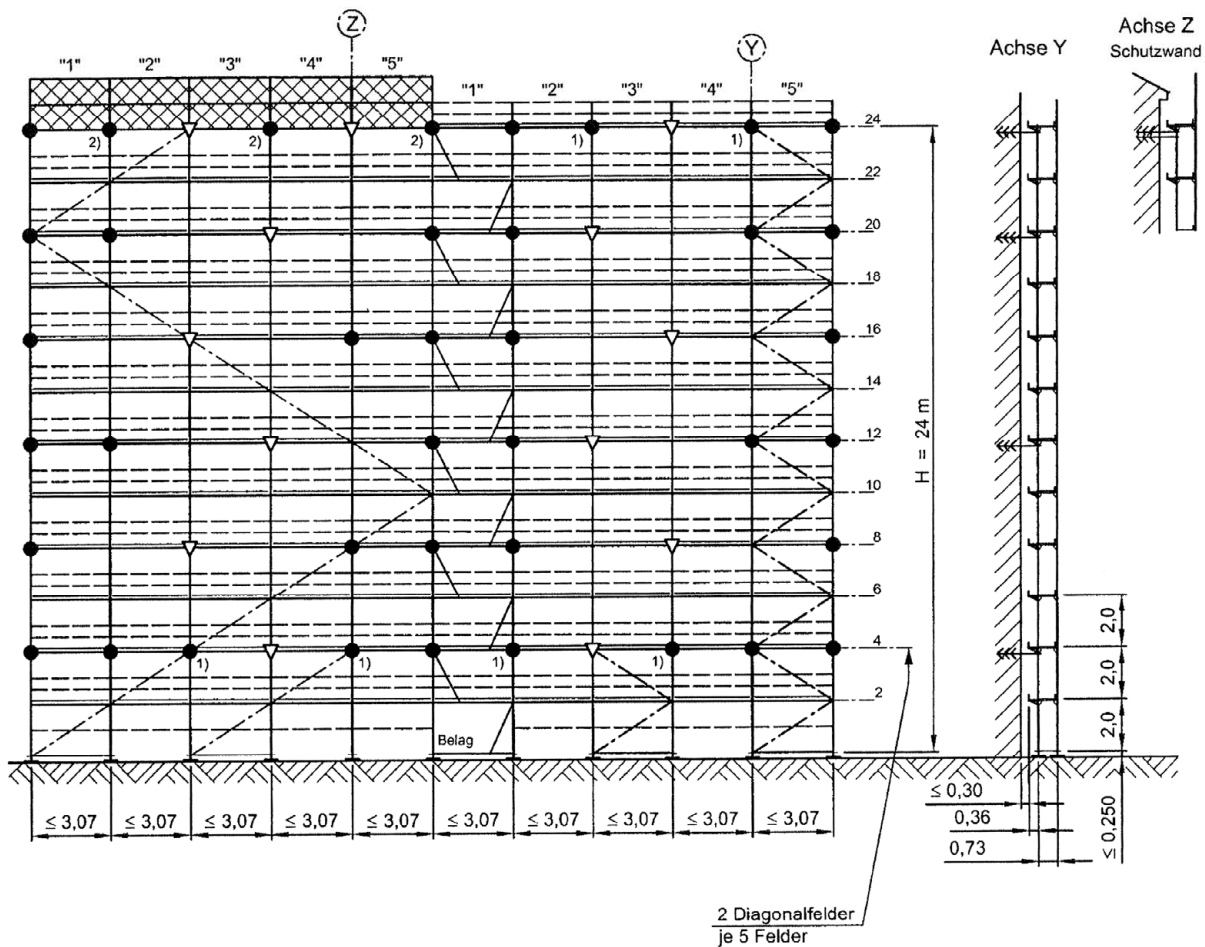 Z
Y
Achse Y
Achse Z
Schutzwand
"1" "2" "3" "4" "5"
"1" "2" "3" "4" "5"
24
2) 2) 2) 1) 1)
22
20
18
16
14
12
10
8
6
4
1) 1) 1) 1)
2
Belag
H = 24 m
2,0
2,0
2,0
≤ 0,250
≤ 3,07 ≤ 3,07 ≤ 3,07 ≤ 3,07 ≤ 3,07 ≤ 3,07 ≤ 3,07 ≤ 3,07 ≤ 3,07 ≤ 3,07
≤ 0,30
0,36
0,73
2 Diagonalfelder
je 5 Felder